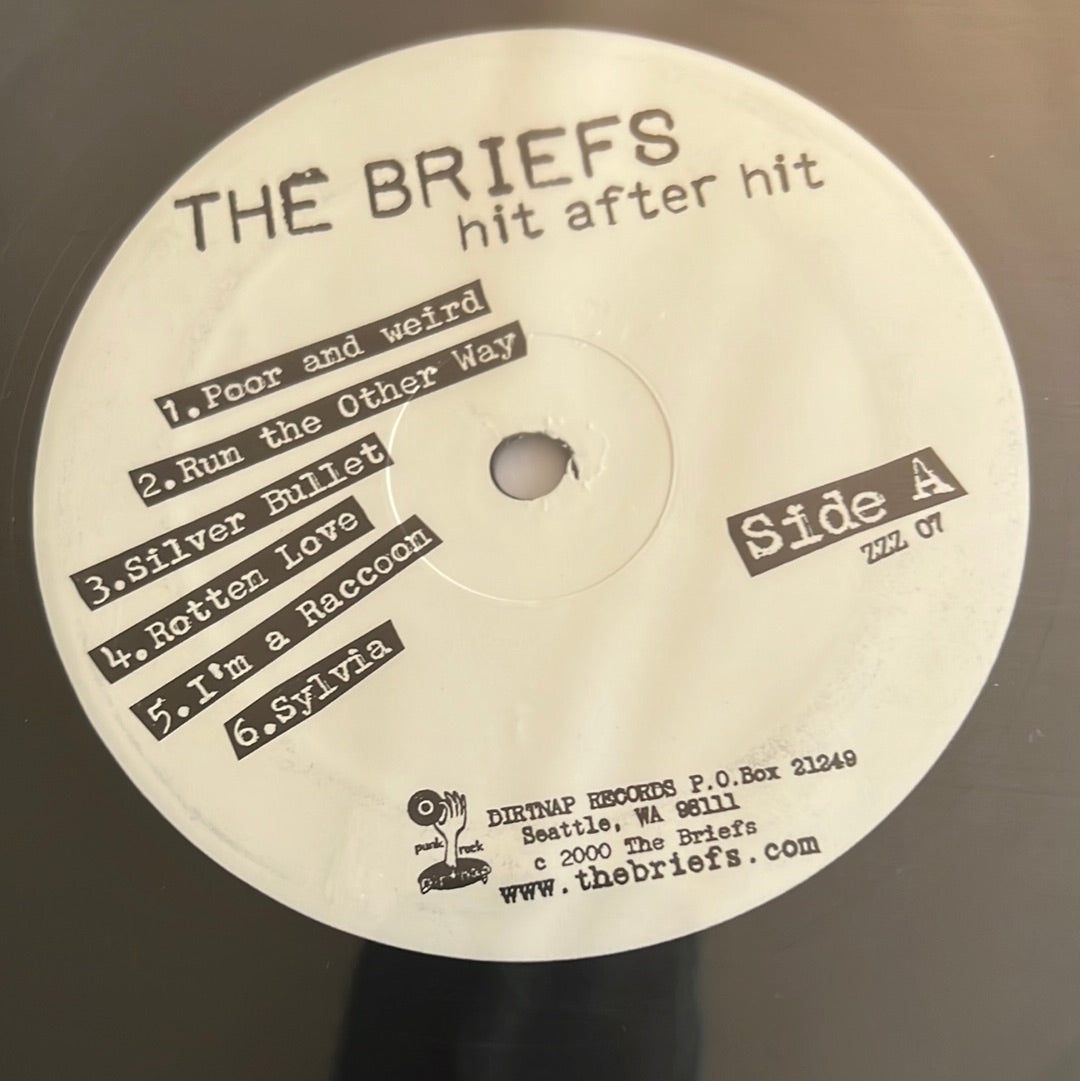 THE BRIEFS
hit after hit
1.Poor and weird
2.Run the Other Way
3.Silver Bullet
4.Rotten Love
5.I'm a Raccoon
6.Sylvia
Side A
ZZZ 07
punk rock
Dirtnap
DIRTNAP RECORDS P.O.Box 21249
Seattle, WA 98111
c 2000 The Briefs
www.thebriefs.com